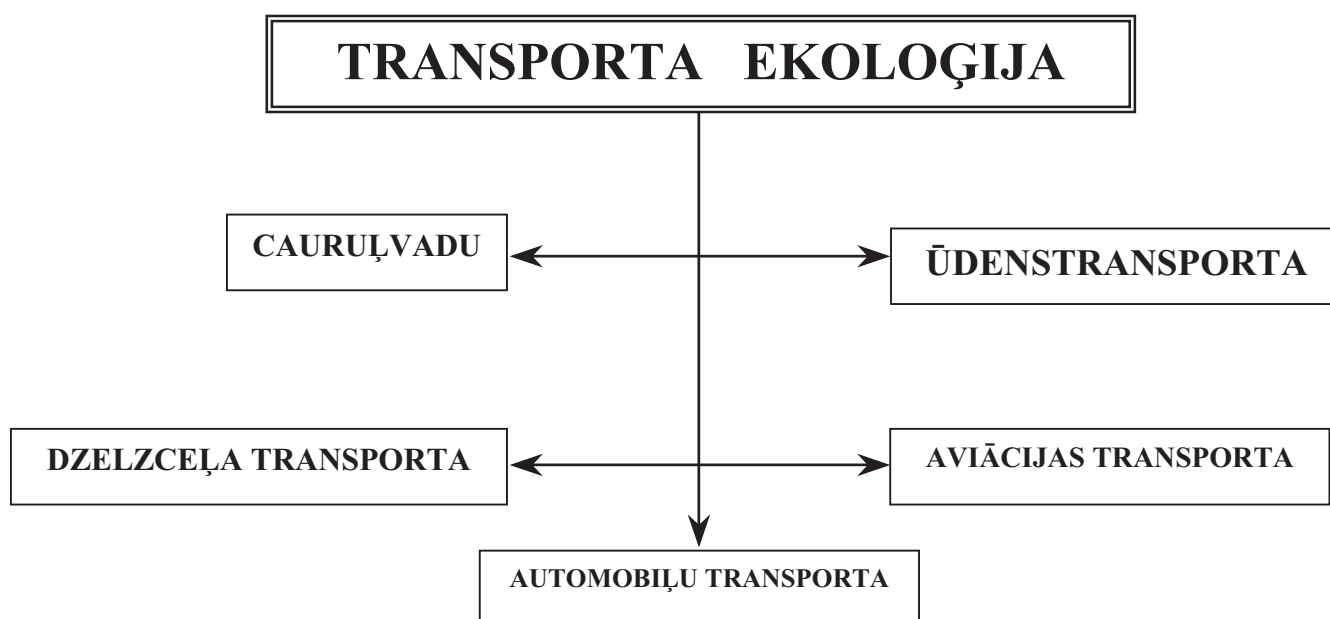 TRANSPORTA EKOLOĢIJA
CAURUĻVADU
ŪDENSTRANSPORTA
DZELZCEĻA TRANSPORTA
AVIĀCIJAS TRANSPORTA
AUTOMOBIĻU TRANSPORTA